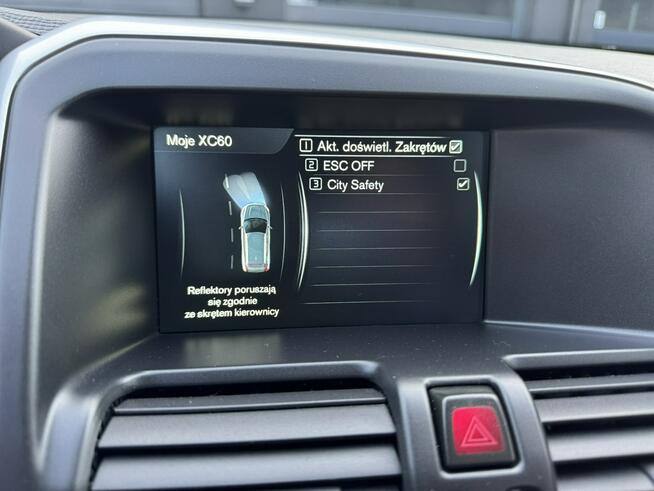 Moje XC60
1 Akt. doświetl. Zakrętów
2 ESC OFF
3 City Safety
Reflektory poruszają
się zgodnie
ze skrętem kierownicy